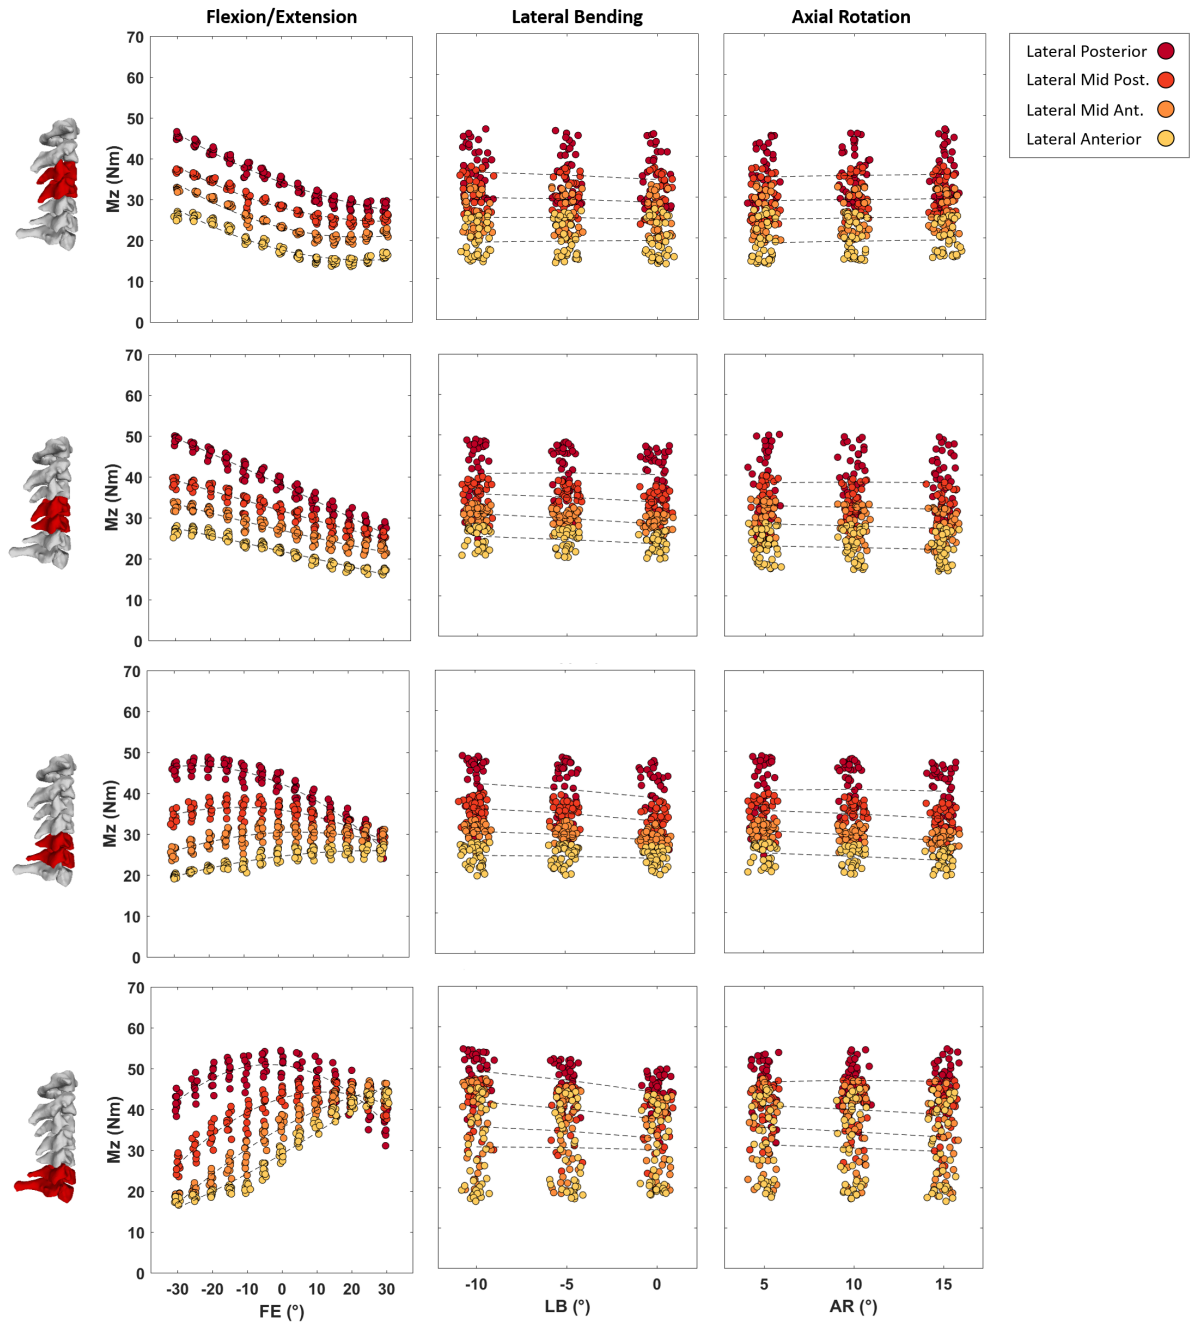 Flexion/Extension Lateral Bending Axial Rotation
Lateral Posterior
Lateral Mid Post.
Lateral Mid Ant.
Lateral Anterior
70
60
50
40
30
20
10
0
Mz (Nm)
70
60
50
40
30
20
10
0
Mz (Nm)
70
60
50
40
30
20
10
0
Mz (Nm)
70
60
50
40
30
20
10
0
Mz (Nm)
-30 -20 -10 0 10 20 30
FE (°)
-10 -5 0
LB (°)
5 10 15
AR (°)